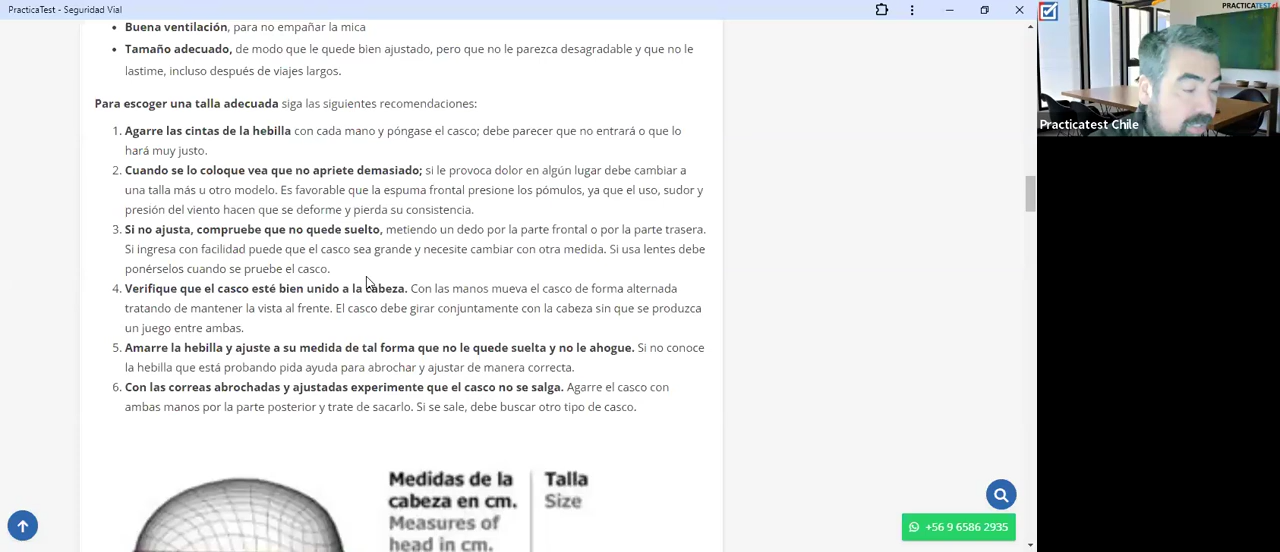 PracticaTest - Seguridad Vial
PRACTICATEST.cl
Practicatest Chile
Buena ventilación, para no empañar la mica
Tamaño adecuado, de modo que le quede bien ajustado, pero que no le parezca desagradable y que no le
lastime, incluso después de viajes largos.
Para escoger una talla adecuada siga las siguientes recomendaciones:
1. Agarre las cintas de la hebilla con cada mano y póngase el casco; debe parecer que no entrará o que lo
hará muy justo.
2. Cuando se lo coloque vea que no apriete demasiado; si le provoca dolor en algún lugar debe cambiar a
una talla más u otro modelo. Es favorable que la espuma frontal presione los pómulos, ya que el uso, sudor y
presión del viento hacen que se deforme y pierda su consistencia.
3. Si no ajusta, compruebe que no quede suelto, metiendo un dedo por la parte frontal o por la parte trasera.
Si ingresa con facilidad puede que el casco sea grande y necesite cambiar con otra medida. Si usa lentes debe
ponérselos cuando se pruebe el casco.
4. Verifique que el casco esté bien unido a la cabeza. Con las manos mueva el casco de forma alternada
tratando de mantener la vista al frente. El casco debe girar conjuntamente con la cabeza sin que se produzca
un juego entre ambas.
5. Amarre la hebilla y ajuste a su medida de tal forma que no le quede suelta y no le ahogue. Si no conoce
la hebilla que está probando pida ayuda para abrochar y ajustar de manera correcta.
6. Con las correas abrochadas y ajustadas experimente que el casco no se salga. Agarre el casco con
ambas manos por la parte posterior y trate de sacarlo. Si se sale, debe buscar otro tipo de casco.
Medidas de la
cabeza en cm.
Measures of
head in cm.
Talla
Size
+56 9 6586 2935